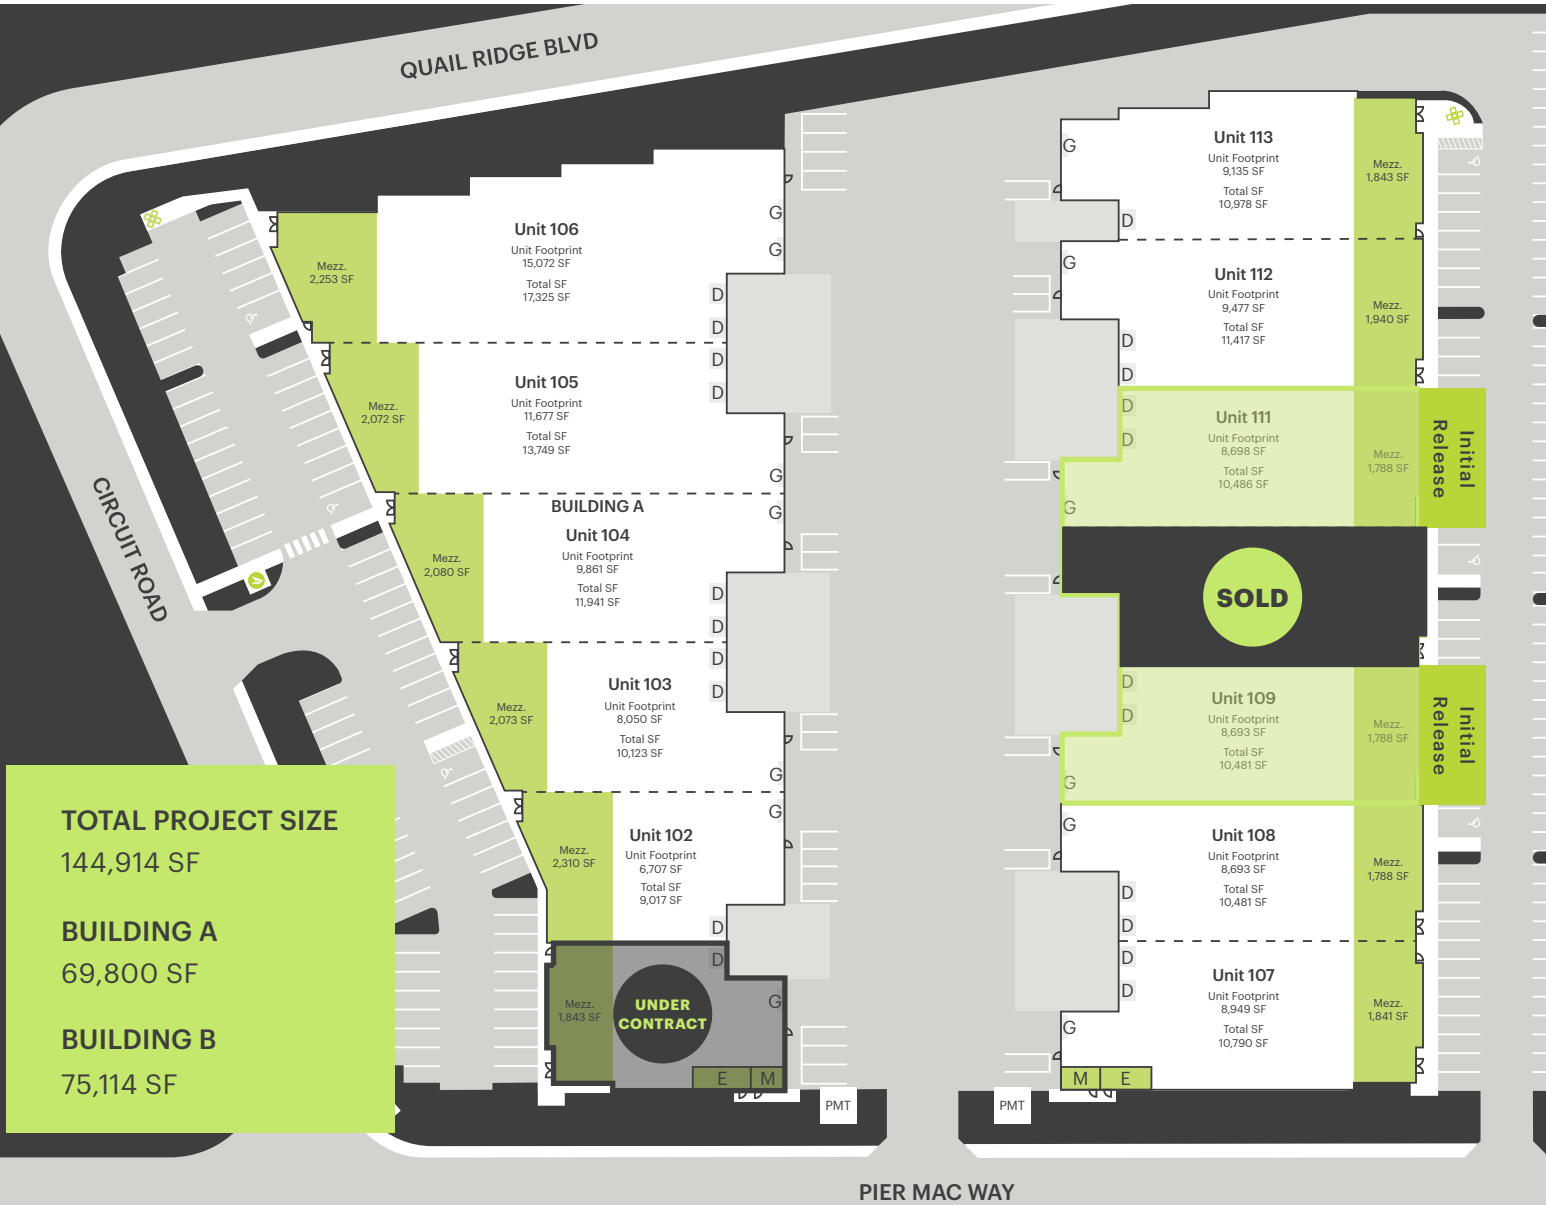 QUAIL RIDGE BLVD
CIRCUIT ROAD
Unit 106
Unit Footprint
15,072 SF
Total SF
17,325 SF
Mezz.
2,253 SF
G
G
D
D
Unit 105
Unit Footprint
11,677 SF
Total SF
13,749 SF
Mezz.
2,072 SF
D
D
G
BUILDING A
Unit 104
Unit Footprint
9,861 SF
Total SF
11,941 SF
Mezz.
2,080 SF
G
D
D
Unit 103
Unit Footprint
8,050 SF
Total SF
10,123 SF
Mezz.
2,073 SF
D
D
G
Unit 102
Unit Footprint
6,707 SF
Total SF
9,017 SF
Mezz.
2,310 SF
G
D
D
G
Mezz.
1,843 SF
UNDER
CONTRACT
E
M
PMT
Unit 113
Unit Footprint
9,135 SF
Total SF
10,978 SF
Mezz.
1,843 SF
G
D
Unit 112
Unit Footprint
9,477 SF
Total SF
11,417 SF
Mezz.
1,940 SF
G
D
D
Unit 111
Unit Footprint
8,698 SF
Total SF
10,486 SF
Mezz.
1,788 SF
D
D
G
Initial
Release
SOLD
Unit 109
Unit Footprint
8,693 SF
Total SF
10,481 SF
Mezz.
1,788 SF
D
D
G
Initial
Release
Unit 108
Unit Footprint
8,693 SF
Total SF
10,481 SF
Mezz.
1,788 SF
G
D
D
Unit 107
Unit Footprint
8,949 SF
Total SF
10,790 SF
Mezz.
1,841 SF
D
D
G
M
E
PMT
TOTAL PROJECT SIZE
144,914 SF
BUILDING A
69,800 SF
BUILDING B
75,114 SF
PIER MAC WAY